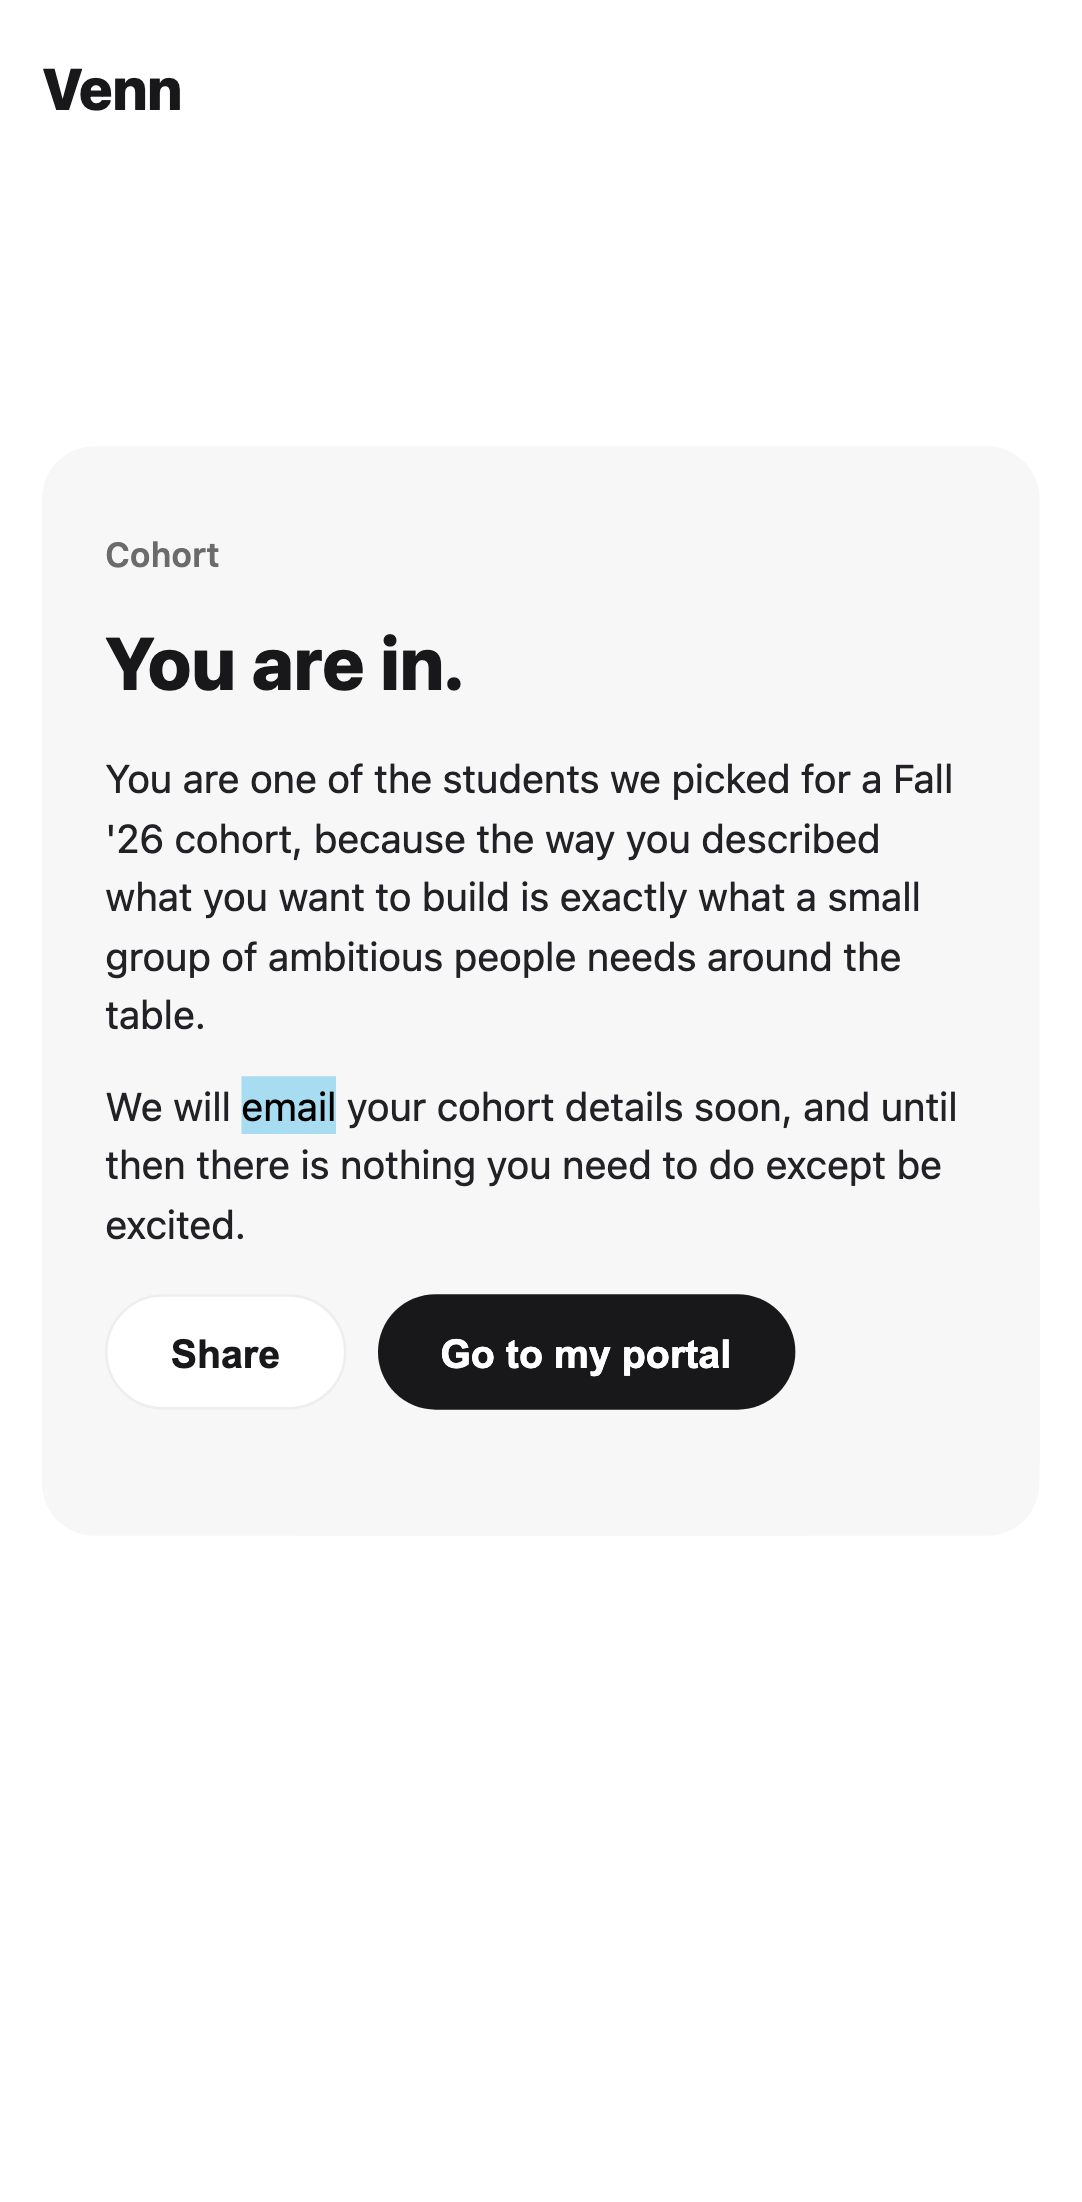 Venn
Cohort
You are in.
You are one of the students we picked for a Fall
'26 cohort, because the way you described
what you want to build is exactly what a small
group of ambitious people needs around the
table.
We will email your cohort details soon, and until
then there is nothing you need to do except be
excited.
Share
Go to my portal